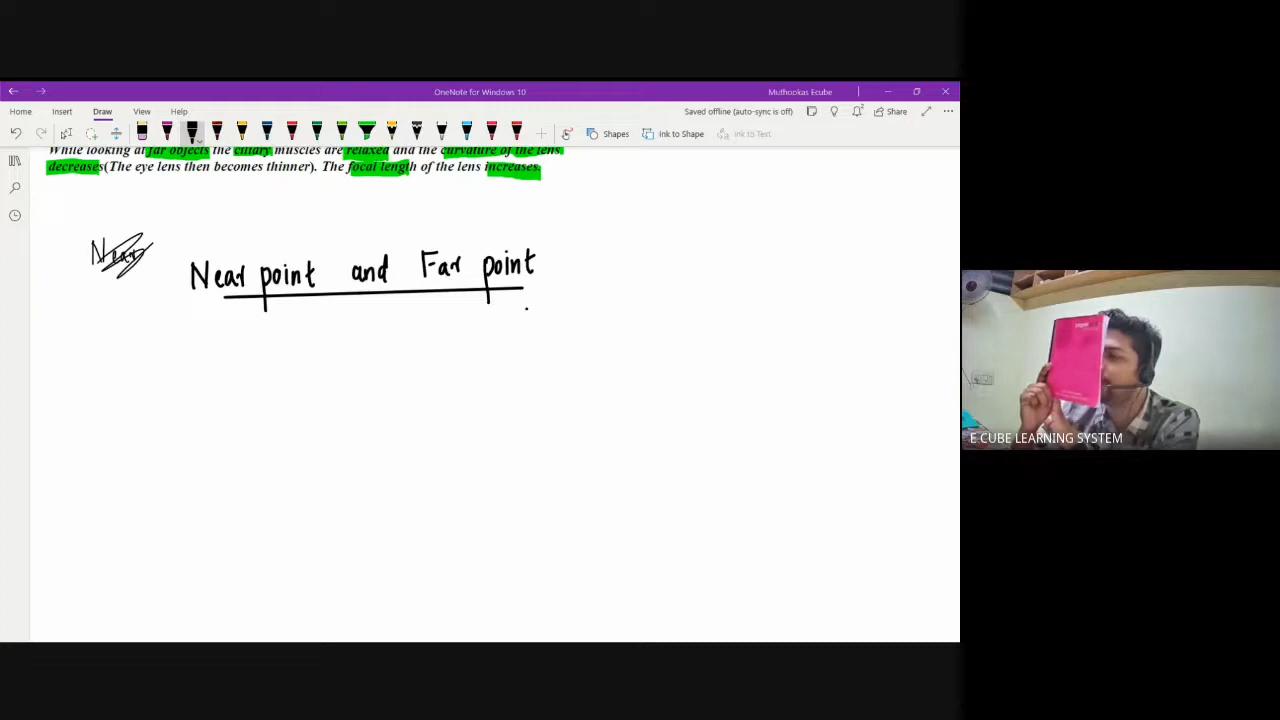 OneNote for Windows 10
Muthookas Ecube
Home Insert Draw View Help
Saved offline (auto-sync is off)
Share
Shapes
Ink to Shape
Ink to Text
While looking at far objects the ciliary muscles are relaxed and the curvature of the lens
decreases(The eye lens then becomes thinner). The focal length of the lens increases.
Near
Near point and Far point
E CUBE LEARNING SYSTEM